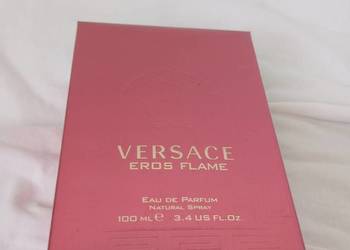 VERSACE
EROS FLAME
EAU DE PARFUM
NATURAL SPRAY
100 ML ℮ 3.4 US FL.OZ.